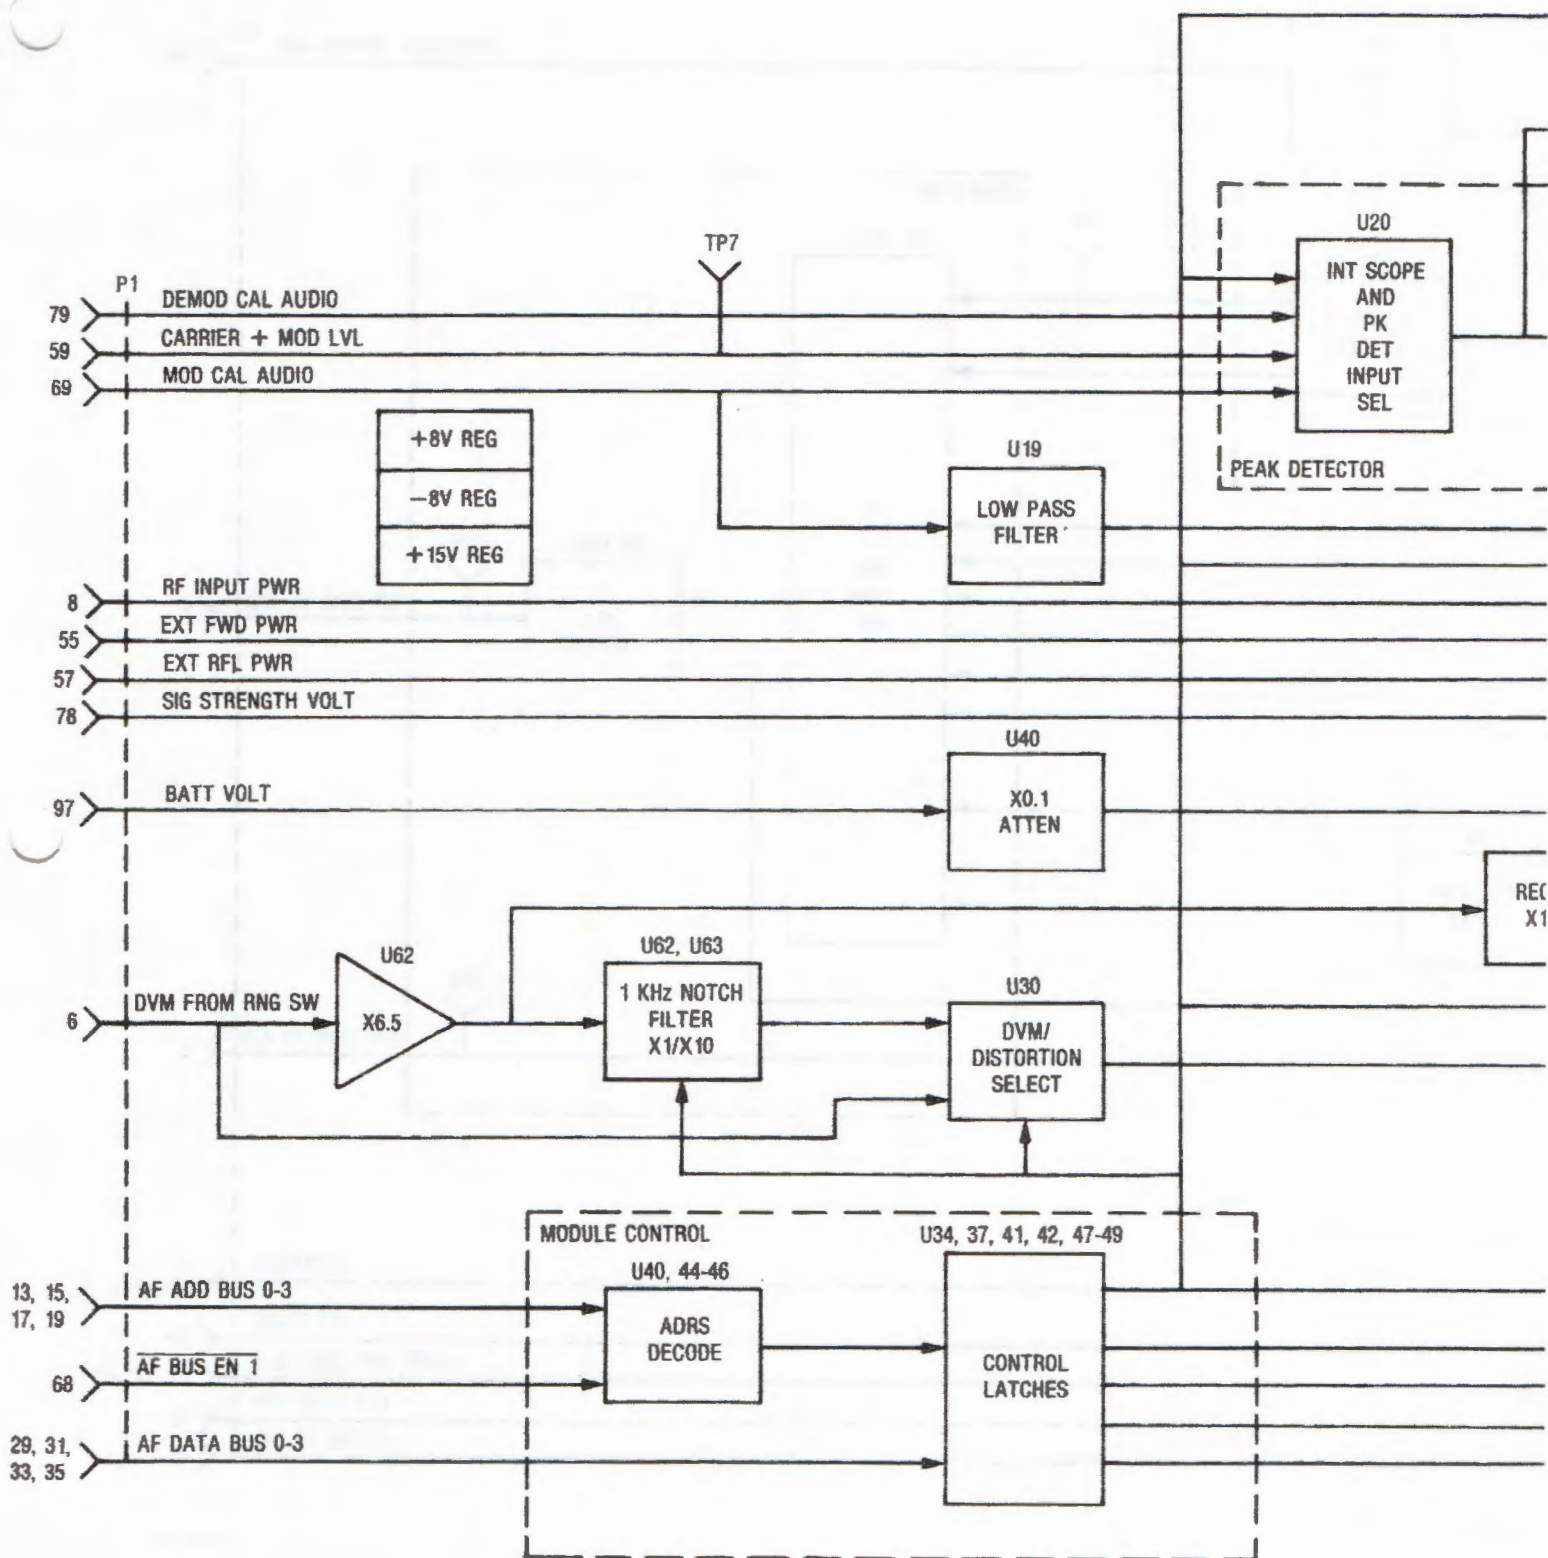 U20
INT SCOPE
AND
PK
DET
INPUT
SEL
PEAK DETECTOR
TP7
P1
79 DEMOD CAL AUDIO
59 CARRIER + MOD LVL
69 MOD CAL AUDIO
+8V REG
-8V REG
+15V REG
U19
LOW PASS
FILTER
8 RF INPUT PWR
55 EXT FWD PWR
57 EXT RFL PWR
78 SIG STRENGTH VOLT
U40
97 BATT VOLT
X0.1
ATTEN
REC
X1
U62
U62, U63
U30
6 DVM FROM RNG SW
X6.5
1 KHz NOTCH
FILTER
X1/X10
DVM/
DISTORTION
SELECT
MODULE CONTROL
U34, 37, 41, 42, 47-49
U40, 44-46
13, 15,
17, 19
AF ADD BUS 0-3
ADRS
DECODE
68 AF BUS EN 1
CONTROL
LATCHES
29, 31,
33, 35
AF DATA BUS 0-3